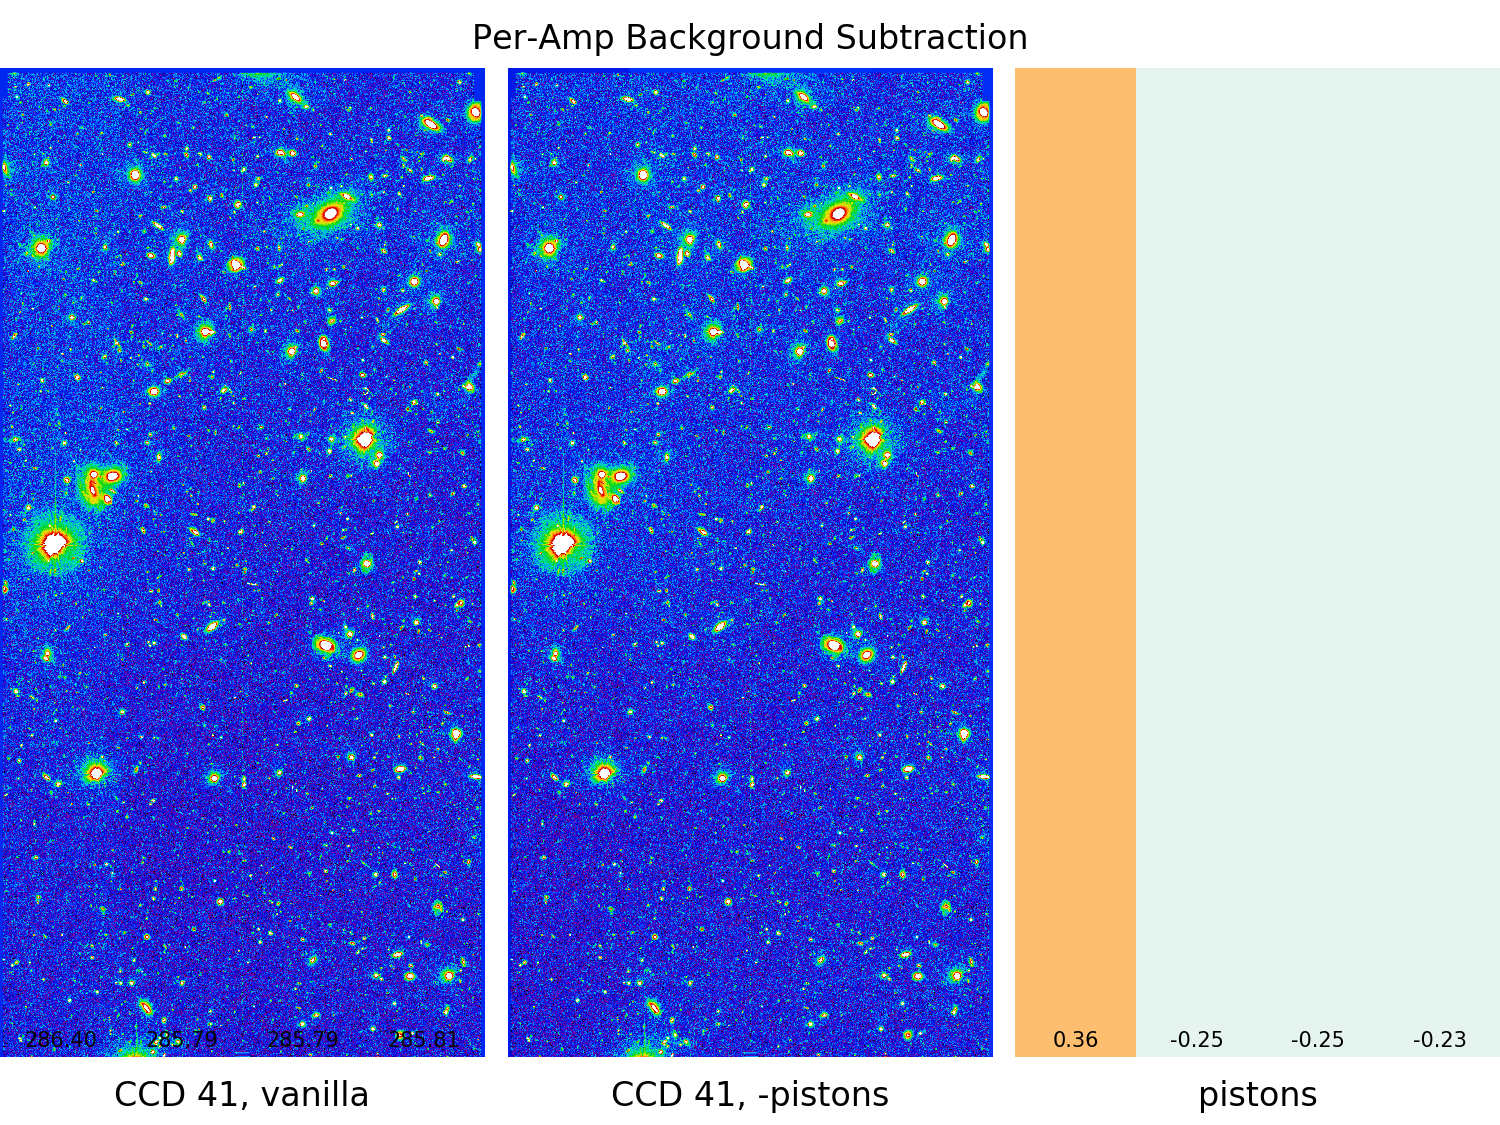 Per-Amp Background Subtraction
286.40 285.79 285.79 285.81
0.36 -0.25 -0.25 -0.23
CCD 41, vanilla
CCD 41, -pistons
pistons